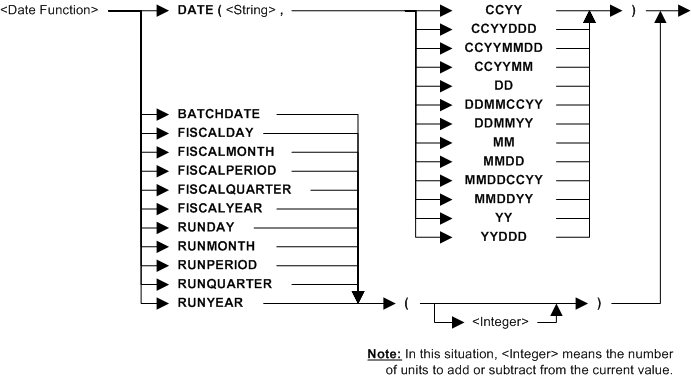 <Date Function> DATE ( <String> , CCYY )
CCYYDDD
CCYYMMDD
CCYYMM
DD
DDMMCCYY
DDMMYY
MM
MMDD
MMDDCCYY
MMDDYY
YY
YYDDD
BATCHDATE
FISCALDAY
FISCALMONTH
FISCALPERIOD
FISCALQUARTER
FISCALYEAR
RUNDAY
RUNMONTH
RUNPERIOD
RUNQUARTER
RUNYEAR ( )
<Integer>
Note: In this situation, <Integer> means the number
of units to add or subtract from the current value.